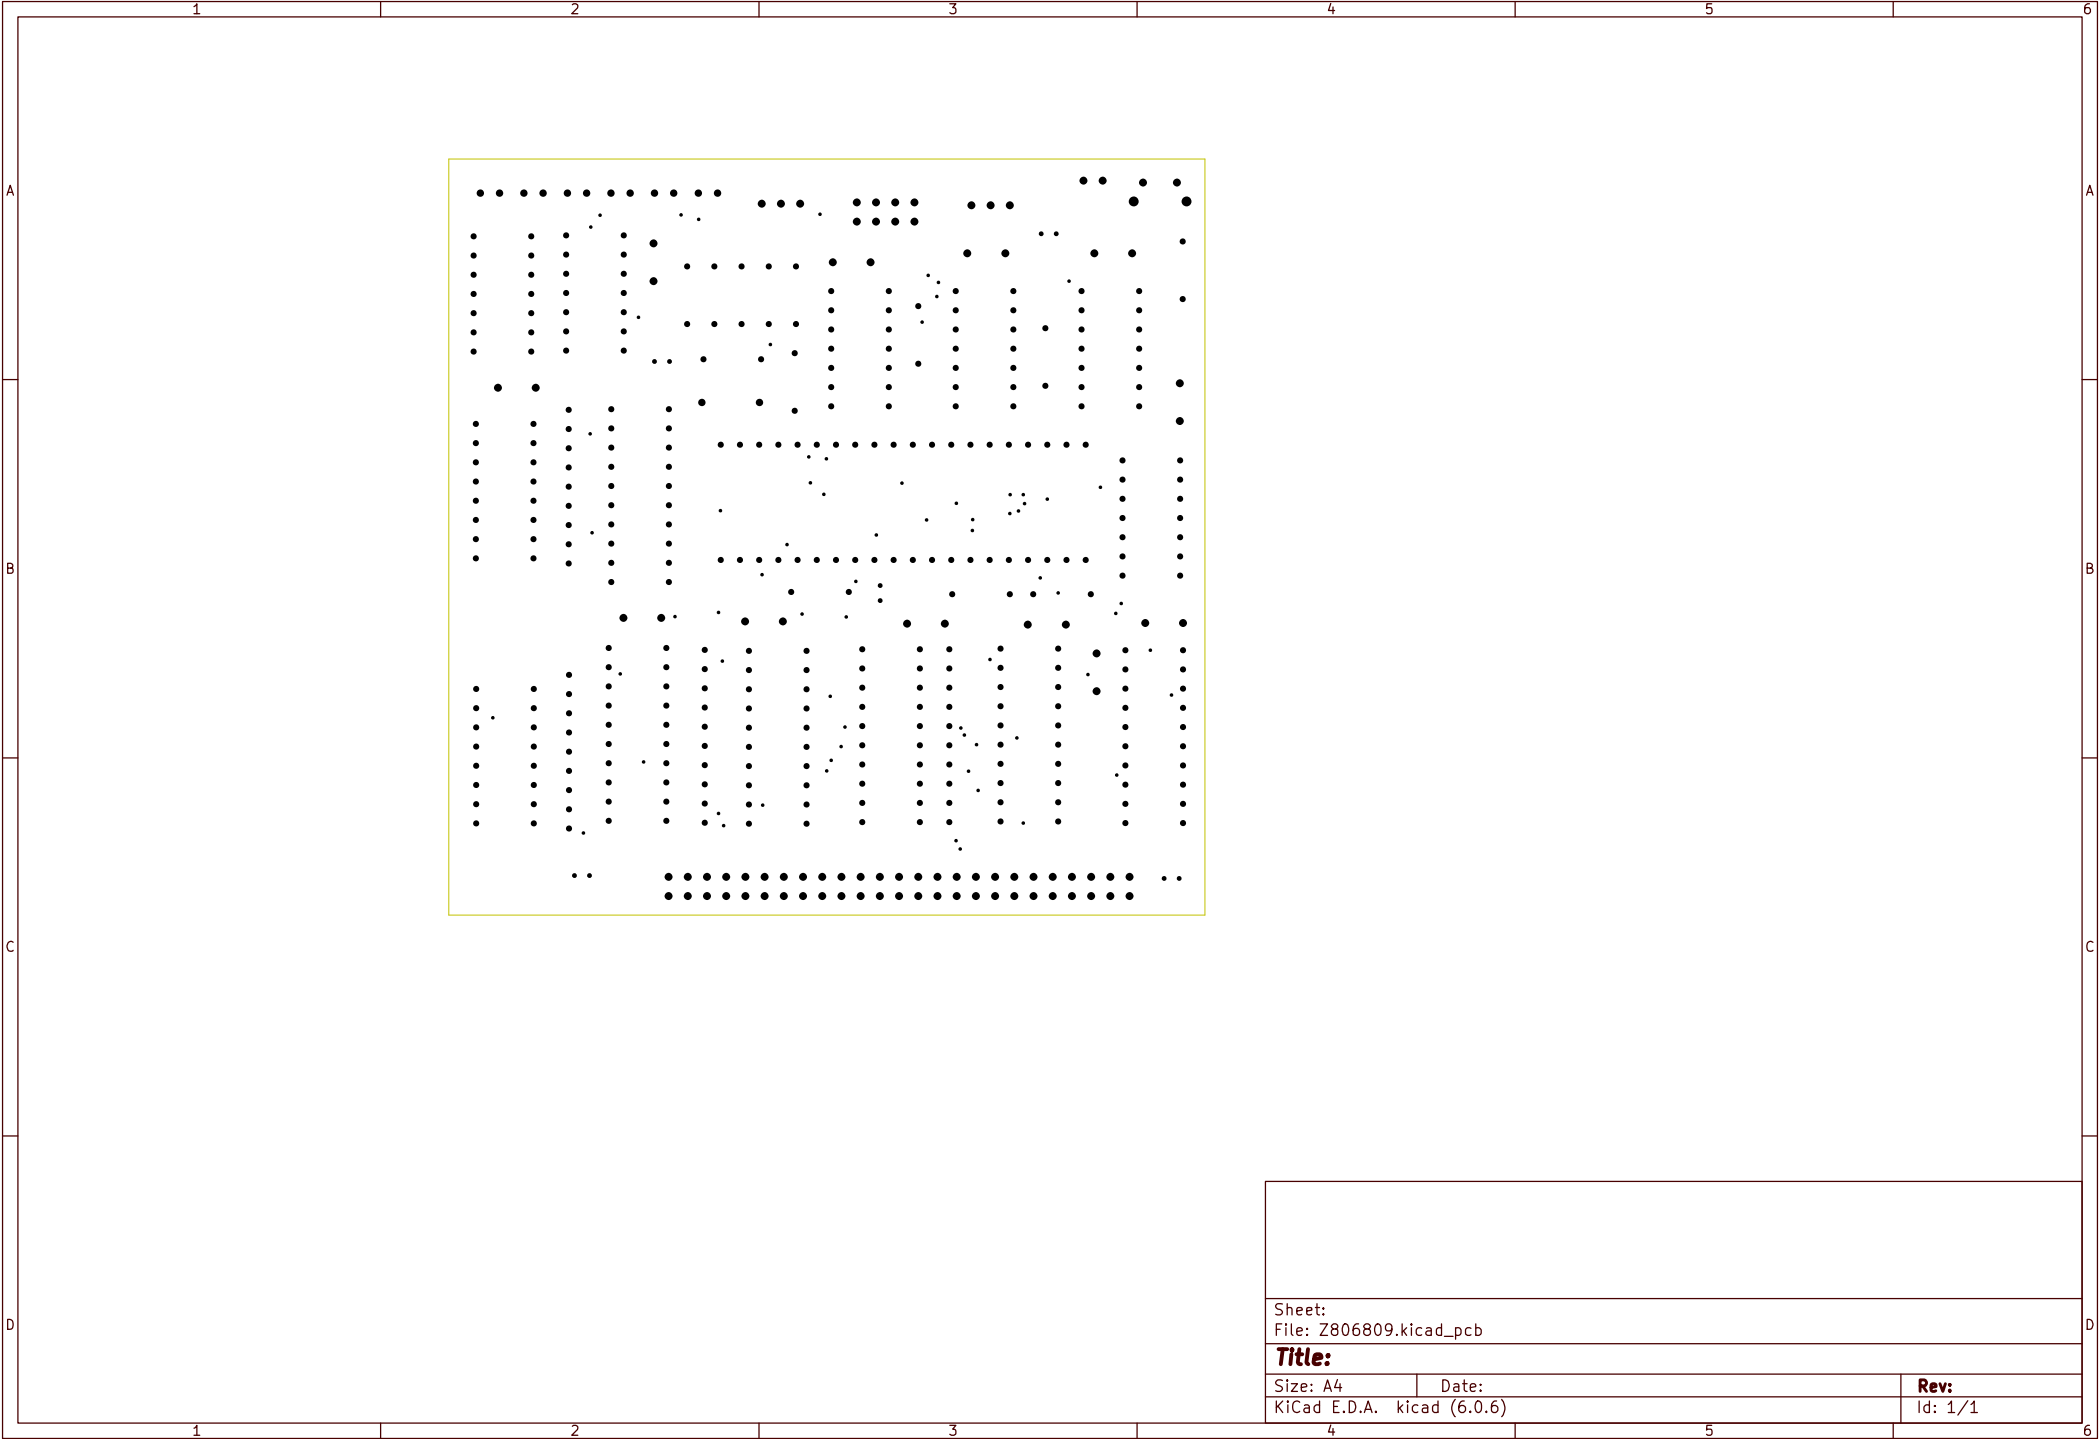 1 2 3 4 5 6
A A
B B
C C
D D
Sheet:
File: Z806809.kicad_pcb
Title:
Size: A4 Date: Rev:
KiCad E.D.A. kicad (6.0.6) Id: 1/1
1 2 3 4 5 6